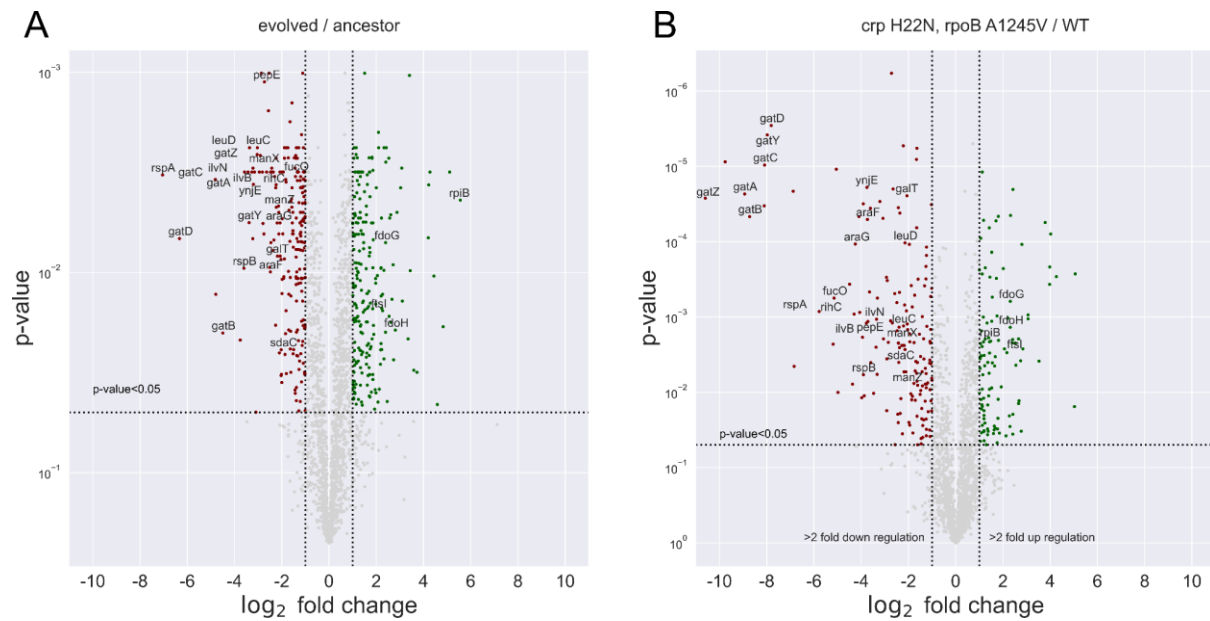 A
evolved / ancestor
10⁻³
10⁻²
10⁻¹
p-value
pepE
leuD
leuC
gatZ
manX
rspA
gatC
ilvN
fucO
gatA
ilvB
rihC
ynjE
rpiB
manZ
gatY
araG
gatD
fdoG
galT
rspB
araF
ftsI
gatB
fdoH
sdaC
p-value<0.05
-10
-8
-6
-4
-2
0
2
4
6
8
10
log₂ fold change
B
crp H22N, rpoB A1245V / WT
10⁻⁶
10⁻⁵
10⁻⁴
10⁻³
10⁻²
10⁻¹
10⁰
p-value
gatD
gatY
gatC
ynjE
gatZ
gatA
galT
gatB
araF
araG
leuD
fucO
fdoG
rspA
rihC
ilvN
leuC
fdoH
ilvB
pepE
manX
rpiB
ftsI
sdaC
rspB
manZ
p-value<0.05
>2 fold down regulation
>2 fold up regulation
-10
-8
-6
-4
-2
0
2
4
6
8
10
log₂ fold change